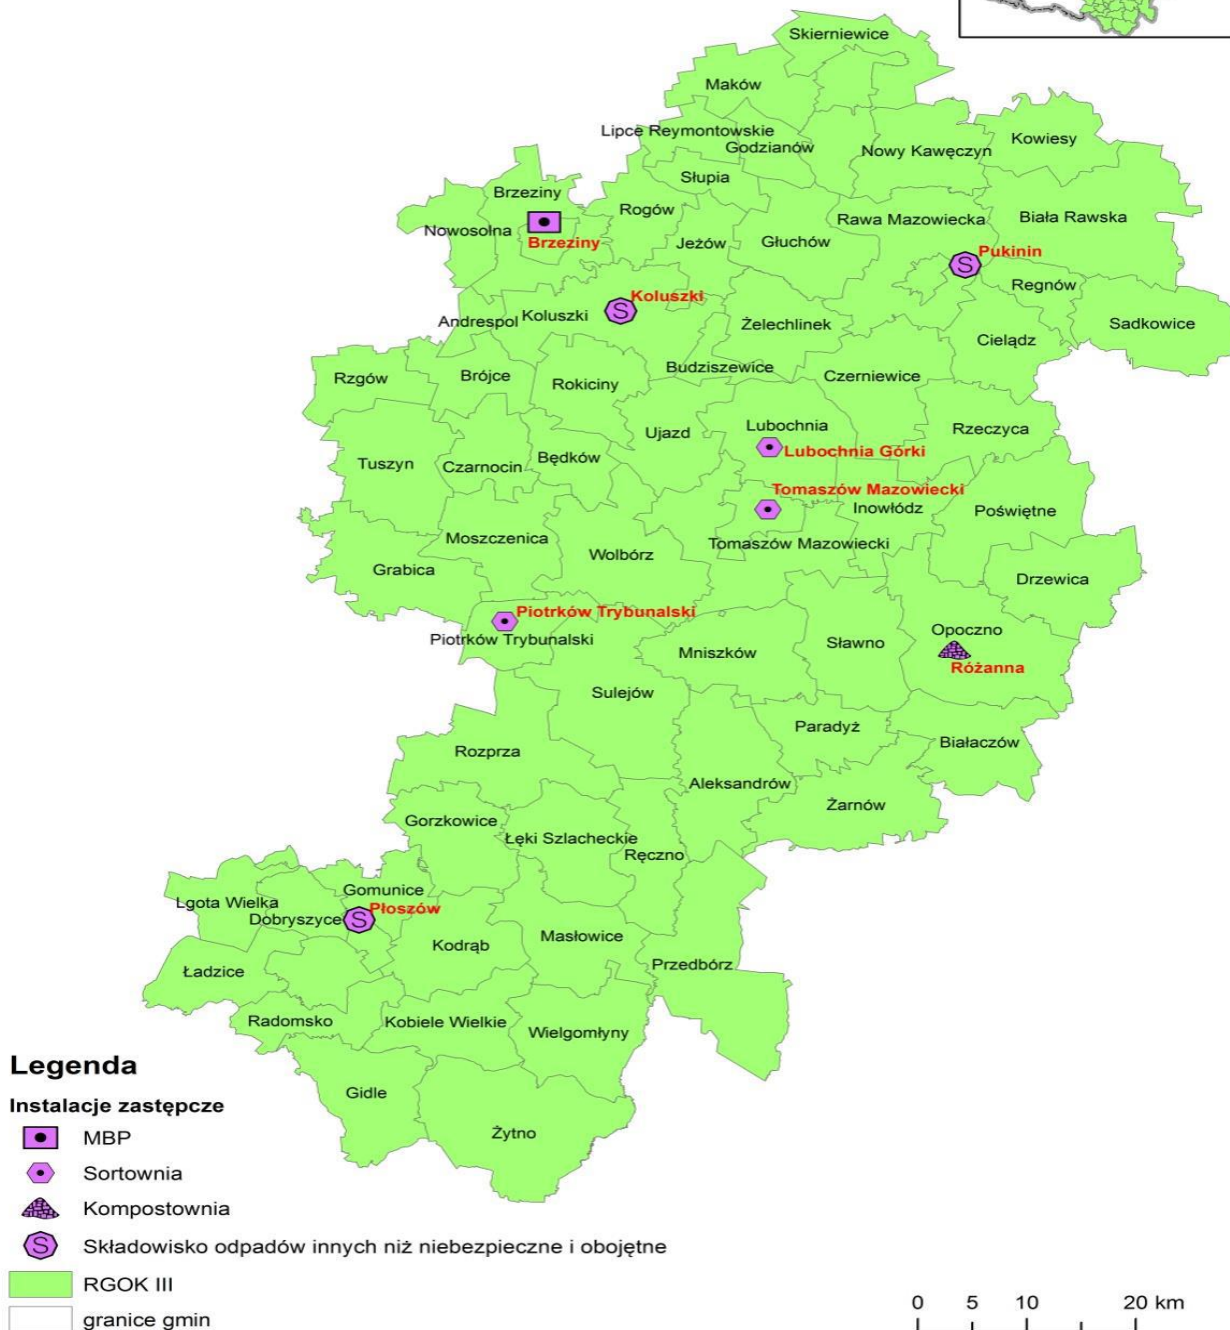 Skierniewice
Maków
Lipce Reymontowskie
Godzianów
Nowy Kawęczyn
Kowiesy
Słupia
Brzeziny
Rogów
Rawa Mazowiecka
Biała Rawska
Nowosolna
Brzeziny
Jeżów
Głuchów
Pukinin
Regnów
Koluszki
Andrespol
Koluszki
Żelechlinek
Sadkowice
Cielądz
Budziszewice
Rzgów
Brójce
Rokiciny
Czerniewice
Ujazd
Lubochnia
Rzeczyca
Lubochnia Górki
Tuszyn
Czarnocin
Będków
Tomaszów Mazowiecki
Inowłódz
Poświętne
Moszczenica
Tomaszów Mazowiecki
Wolbórz
Grabica
Drzewica
Piotrków Trybunalski
Piotrków Trybunalski
Mniszków
Sławno
Opoczno
Różanna
Sulejów
Paradyż
Białaczów
Rozprza
Aleksandrów
Żarnów
Gorzkowice
Łęki Szlacheckie
Ręczno
Gomunice
Lgota Wielka
Płoszów
Dobryszyce
Kodrąb
Masłowice
Przedbórz
Ładzice
Radomsko
Kobiele Wielkie
Wielgomłyny
Gidle
Żytno
Legenda
Instalacje zastępcze
MBP
Sortownia
Kompostownia
S Składowisko odpadów innych niż niebezpieczne i obojętne
RGOK III
granice gmin
0 5 10 20 km